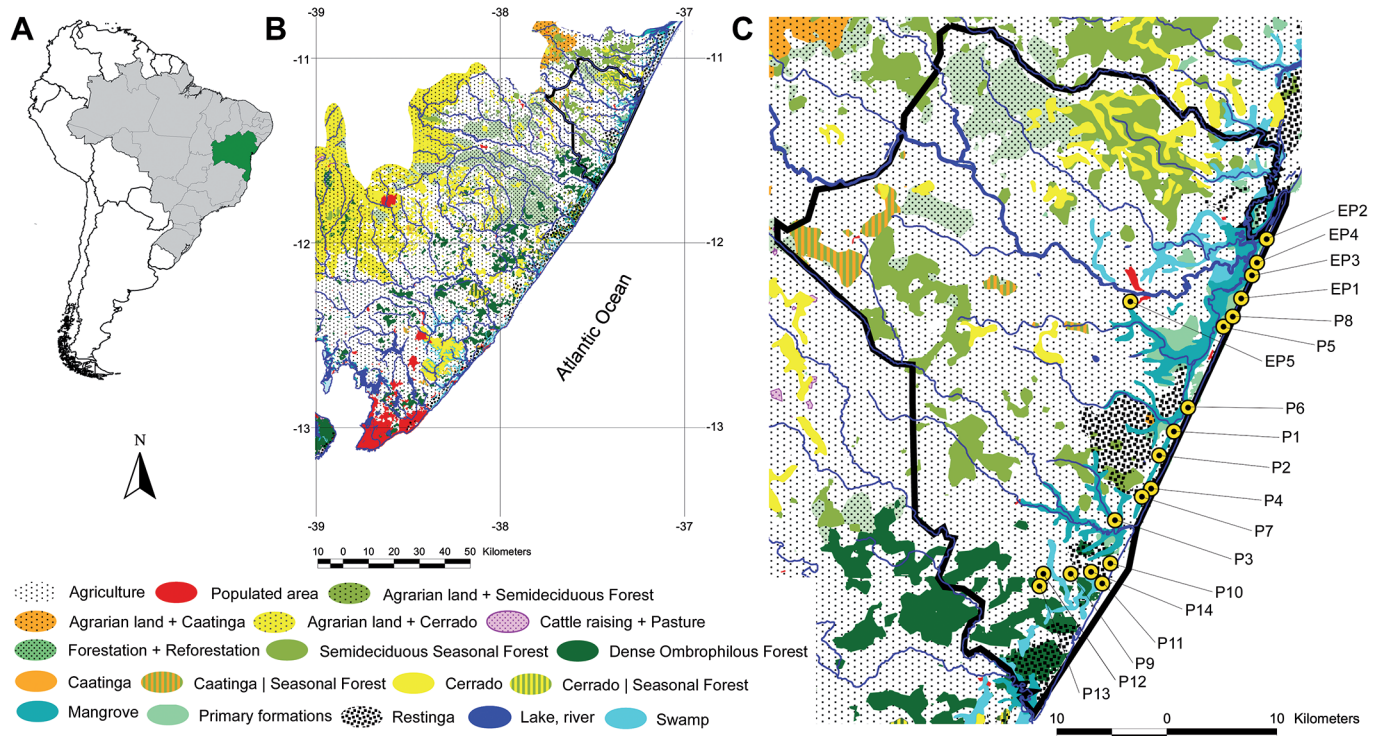 A
B
C
-39
-38
-37
-11
-11
-12
-12
-13
-13
-39
-38
-37
Atlantic Ocean
N
10 0 10 20 30 40 50 Kilometers
EP2
EP4
EP3
EP1
P8
P5
EP5
P6
P1
P2
P4
P7
P3
P10
P14
P11
P9
P12
P13
10 0 10 Kilometers
Agriculture Populated area Agrarian land + Semideciduous Forest
Agrarian land + Caatinga Agrarian land + Cerrado Cattle raising + Pasture
Forestation + Reforestation Semideciduous Seasonal Forest Dense Ombrophilous Forest
Caatinga Caatinga | Seasonal Forest Cerrado Cerrado | Seasonal Forest
Mangrove Primary formations Restinga Lake, river Swamp